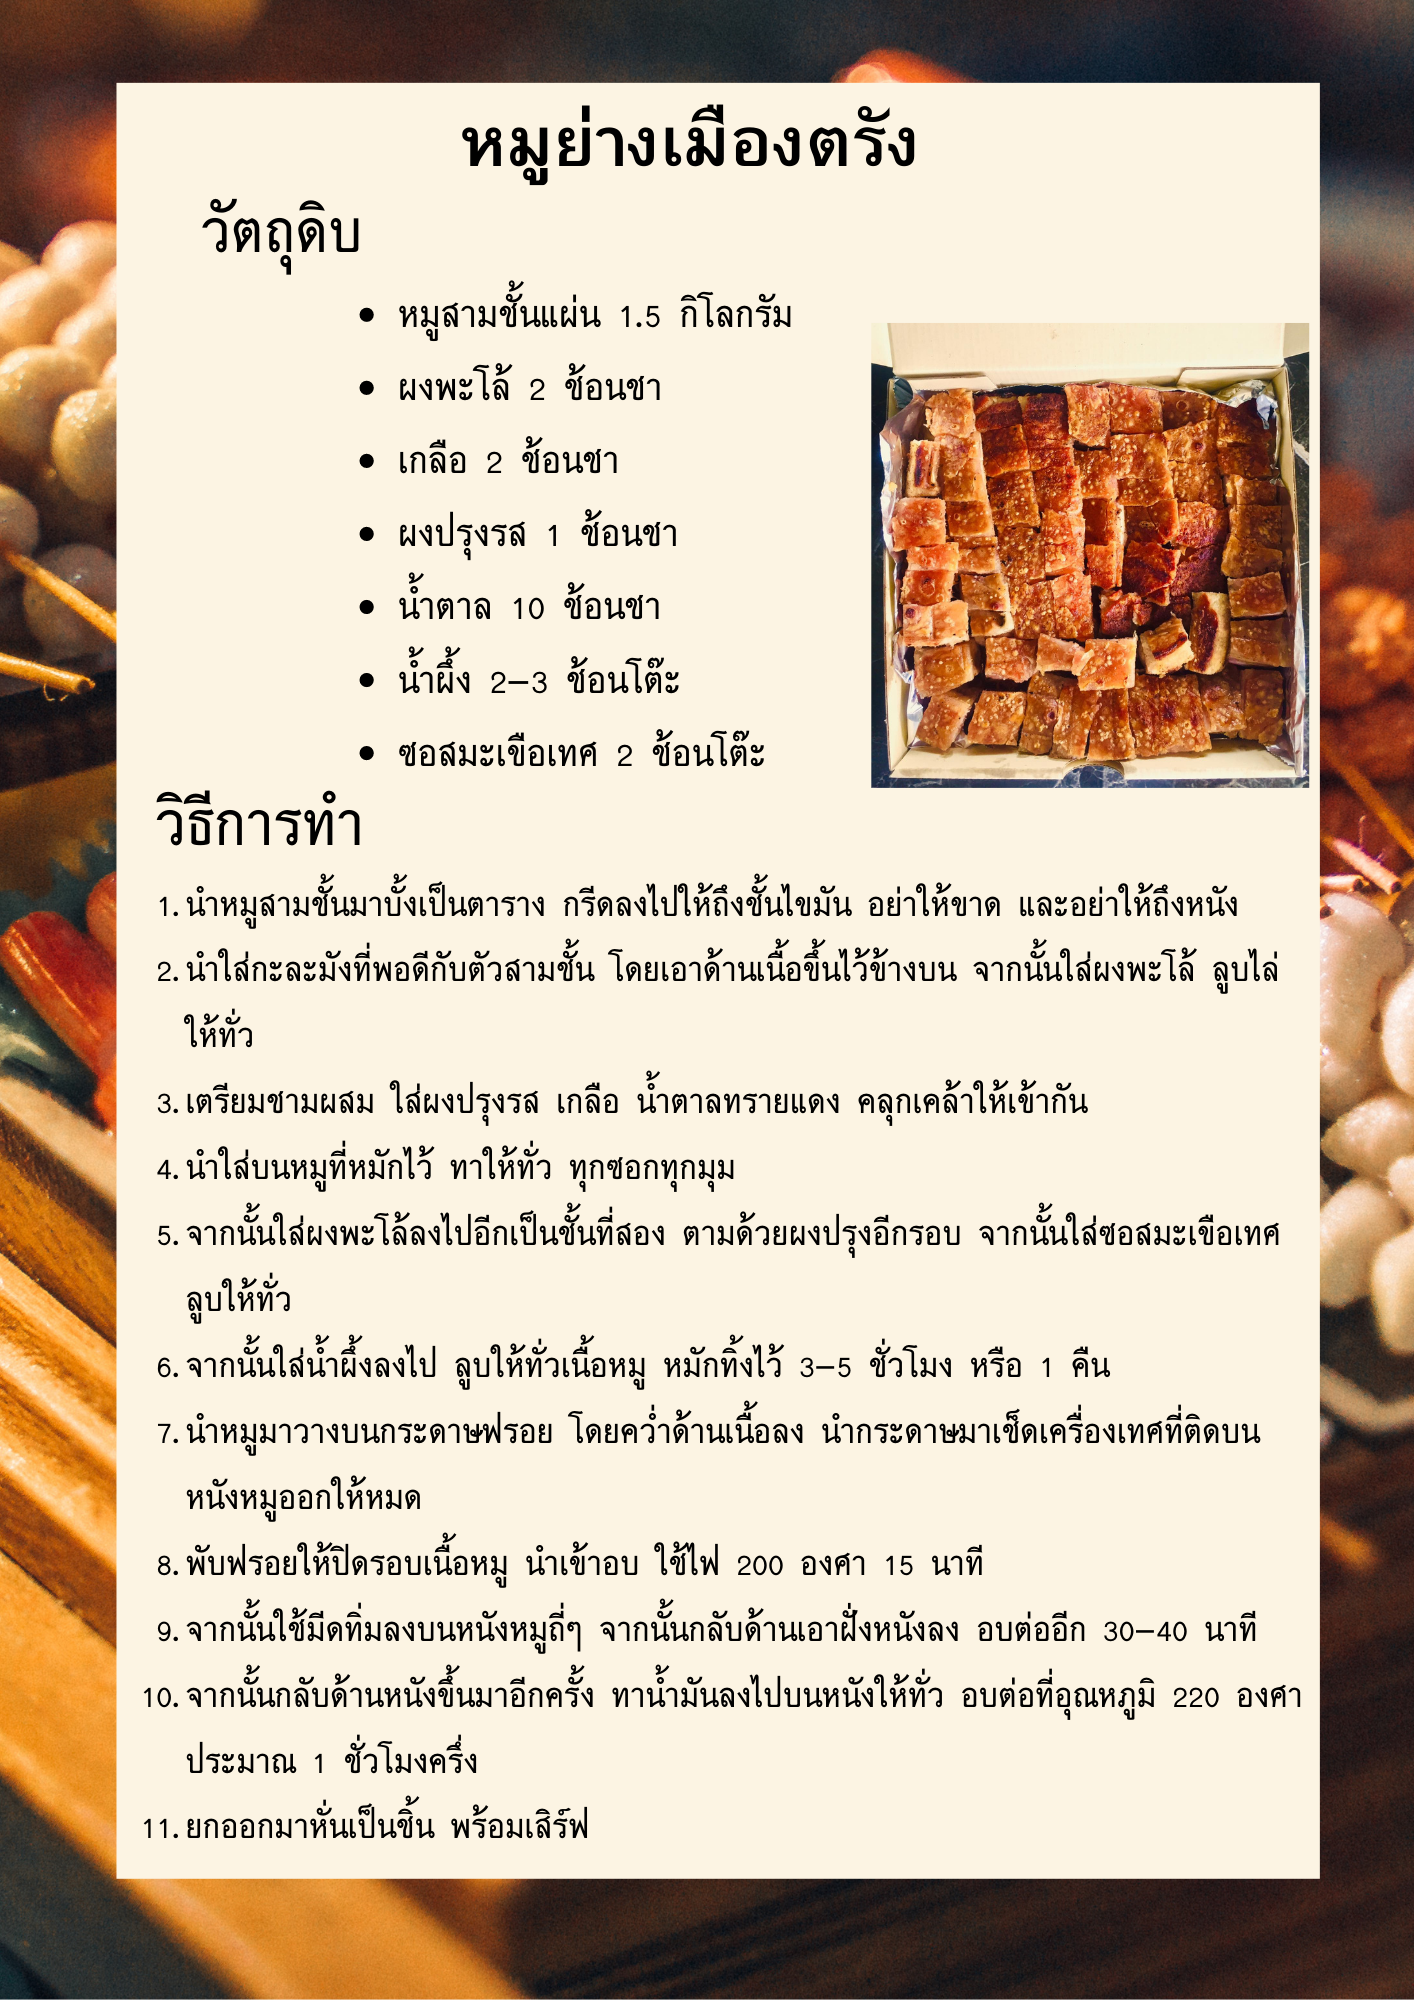 หมูย่างเมืองตรัง
วัตถุดิบ
• หมูสามชั้นแผ่น 1.5 กิโลกรัม
• ผงพะโล้ 2 ช้อนชา
• เกลือ 2 ช้อนชา
• ผงปรุงรส 1 ช้อนชา
• น้ำตาล 10 ช้อนชา
• น้ำผึ้ง 2-3 ช้อนโต๊ะ
• ซอสมะเขือเทศ 2 ช้อนโต๊ะ
วิธีการทำ
1. นำหมูสามชั้นมาบั้งเป็นตาราง กรีดลงไปให้ถึงชั้นไขมัน อย่าให้ขาด และอย่าให้ถึงหนัง
2. นำใส่กะละมังที่พอดีกับตัวสามชั้น โดยเอาด้านเนื้อขึ้นไว้ข้างบน จากนั้นใส่ผงพะโล้ ลูบไล่
ให้ทั่ว
3. เตรียมชามผสม ใส่ผงปรุงรส เกลือ น้ำตาลทรายแดง คลุกเคล้าให้เข้ากัน
4. นำใส่บนหมูที่หมักไว้ ทาให้ทั่ว ทุกซอกทุกมุม
5. จากนั้นใส่ผงพะโล้ลงไปอีกเป็นชั้นที่สอง ตามด้วยผงปรุงอีกรอบ จากนั้นใส่ซอสมะเขือเทศ
ลูบให้ทั่ว
6. จากนั้นใส่น้ำผึ้งลงไป ลูบให้ทั่วเนื้อหมู หมักทิ้งไว้ 3-5 ชั่วโมง หรือ 1 คืน
7. นำหมูมาวางบนกระดาษฟรอย โดยคว่ำด้านเนื้อลง นำกระดาษมาเช็ดเครื่องเทศที่ติดบน
หนังหมูออกให้หมด
8. พับฟรอยให้ปิดรอบเนื้อหมู นำเข้าอบ ใช้ไฟ 200 องศา 15 นาที
9. จากนั้นใช้มีดทิ่มลงบนหนังหมูถี่ๆ จากนั้นกลับด้านเอาฝั่งหนังลง อบต่ออีก 30-40 นาที
10. จากนั้นกลับด้านหนังขึ้นมาอีกครั้ง ทาน้ำมันลงไปบนหนังให้ทั่ว อบต่อที่อุณหภูมิ 220 องศา
ประมาณ 1 ชั่วโมงครึ่ง
11. ยกออกมาหั่นเป็นชิ้น พร้อมเสิร์ฟ